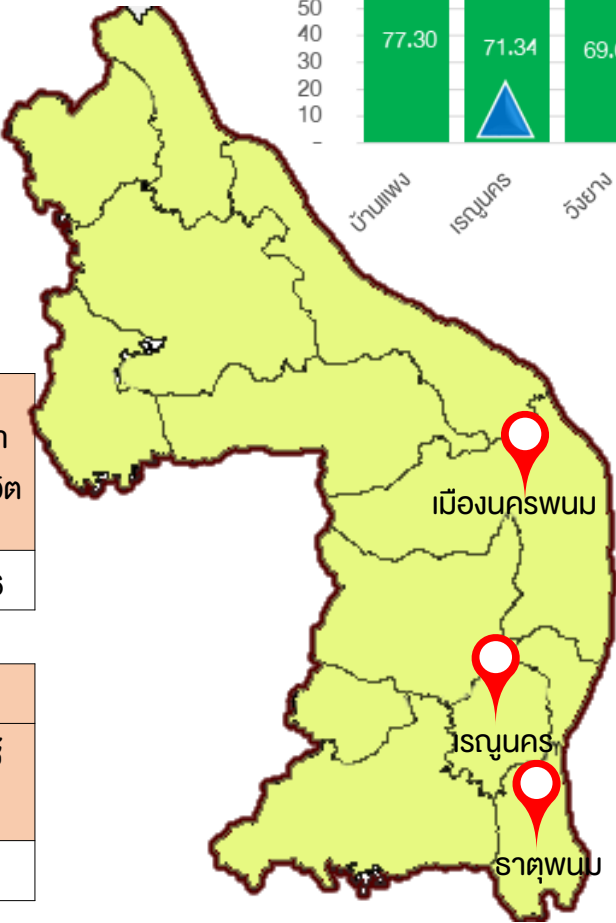 50
40
30
20
10
-
77.30
71.34
69.
บ้านแพง
เรณูนคร
วังยาง
เมืองนครพนม
เรณูนคร
ธาตุพนม